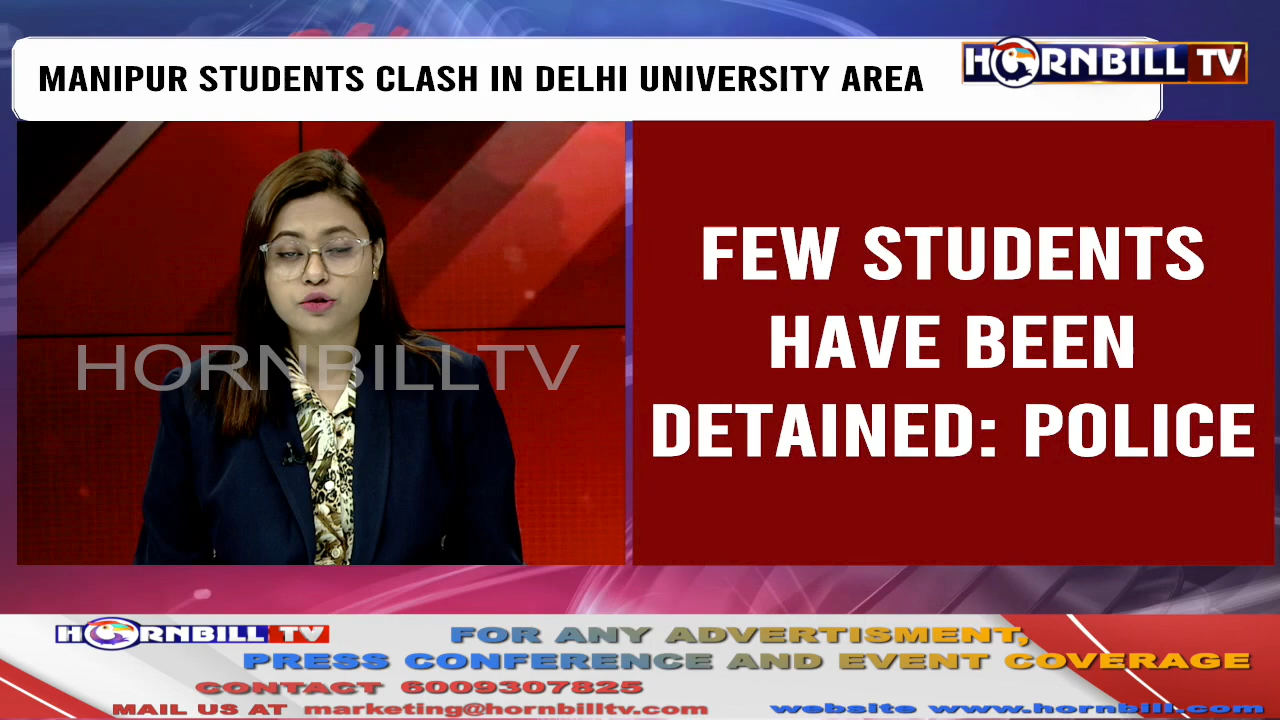 MANIPUR STUDENTS CLASH IN DELHI UNIVERSITY AREA
HORNBILL TV
FEW STUDENTS
HAVE BEEN
DETAINED: POLICE
HORNBILLTV
HORNBILL TV
FOR ANY ADVERTISMENT,
PRESS CONFERENCE AND EVENT COVERAGE
CONTACT 6009307825
MAIL US AT marketing@hornbilltv.com
website www.hornbill.com